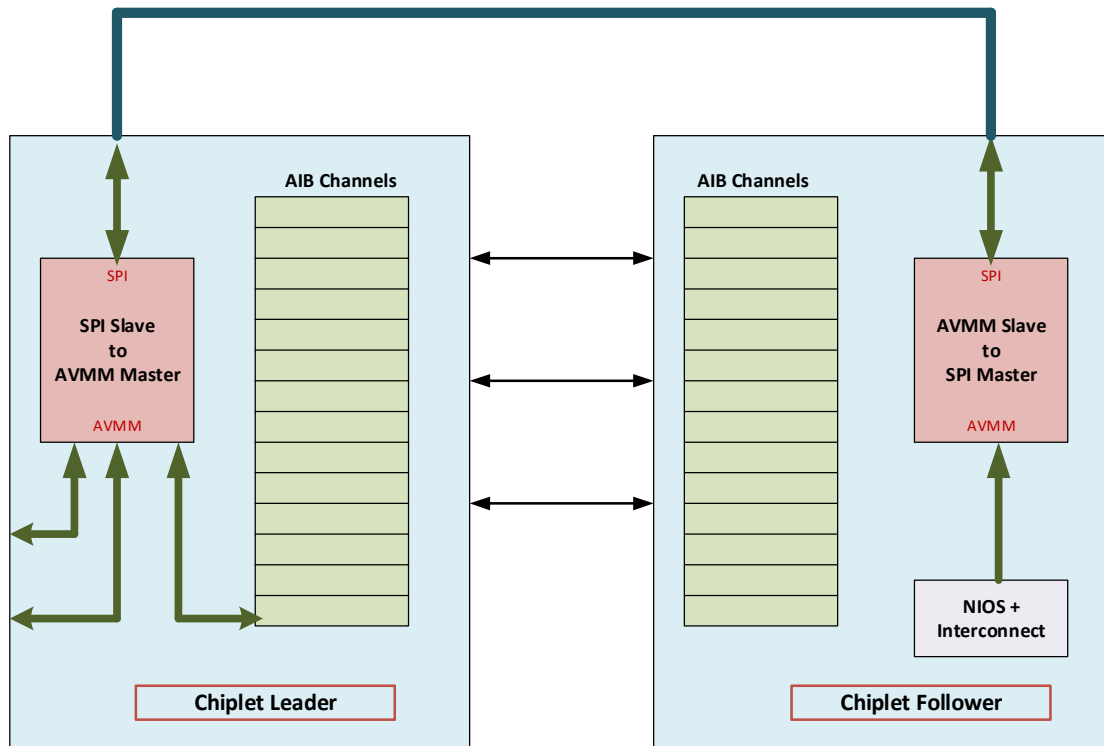 AIB Channels
SPI
SPI Slave
to
AVMM Master
AVMM
Chiplet Leader
AIB Channels
SPI
AVMM Slave
to
SPI Master
AVMM
NIOS +
Interconnect
Chiplet Follower